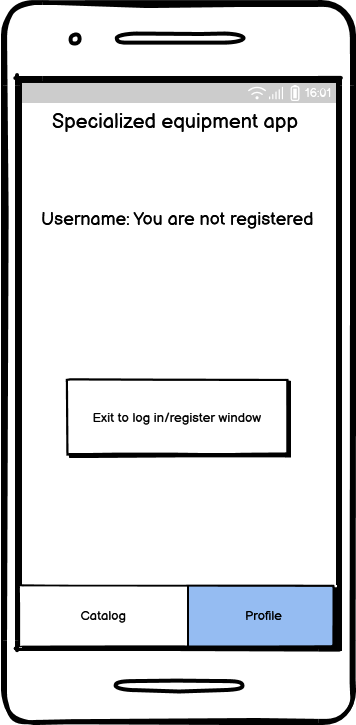 16:01
Specialized equipment app
Username: You are not registered
Exit to log in/register window
Catalog
Profile